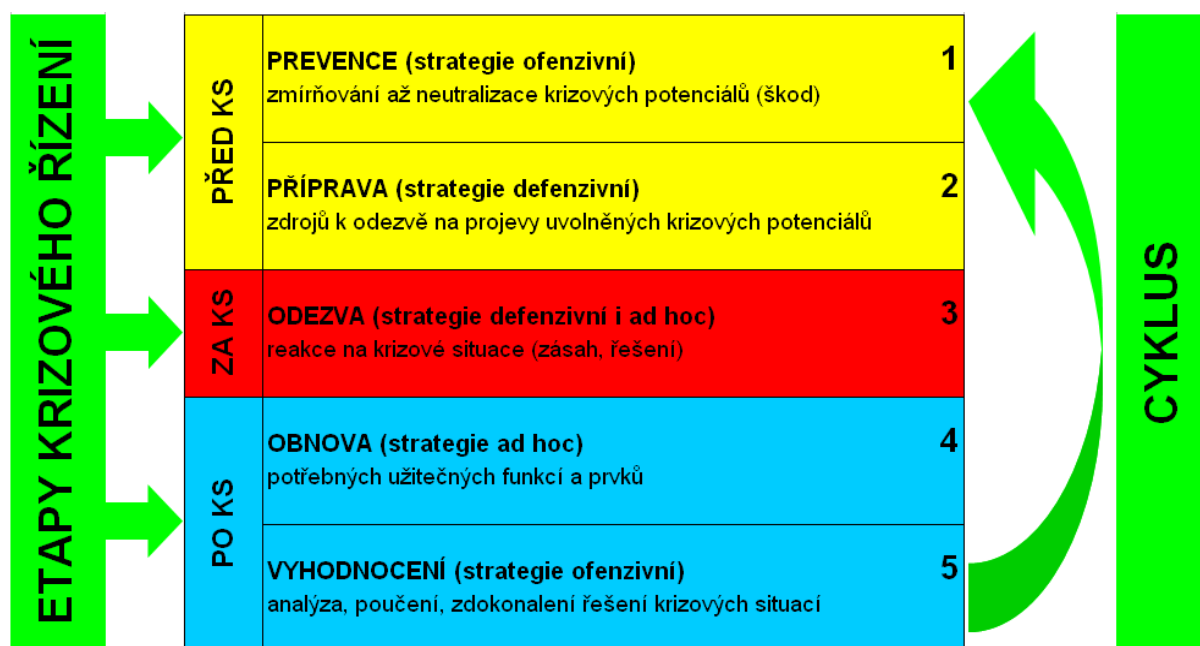 ETAPY KRIZOVÉHO ŘÍZENÍ
PŘED KS
PREVENCE (strategie ofenzivní) 1
zmírňování až neutralizace krizových potenciálů (škod)
PŘÍPRAVA (strategie defenzivní) 2
zdrojů k odezvě na projevy uvolněných krizových potenciálů
ZA KS
ODEZVA (strategie defenzivní i ad hoc) 3
reakce na krizové situace (zásah, řešení)
PO KS
OBNOVA (strategie ad hoc) 4
potřebných užitečných funkcí a prvků
VYHODNOCENÍ (strategie ofenzivní) 5
analýza, poučení, zdokonalení řešení krizových situací
CYKLUS